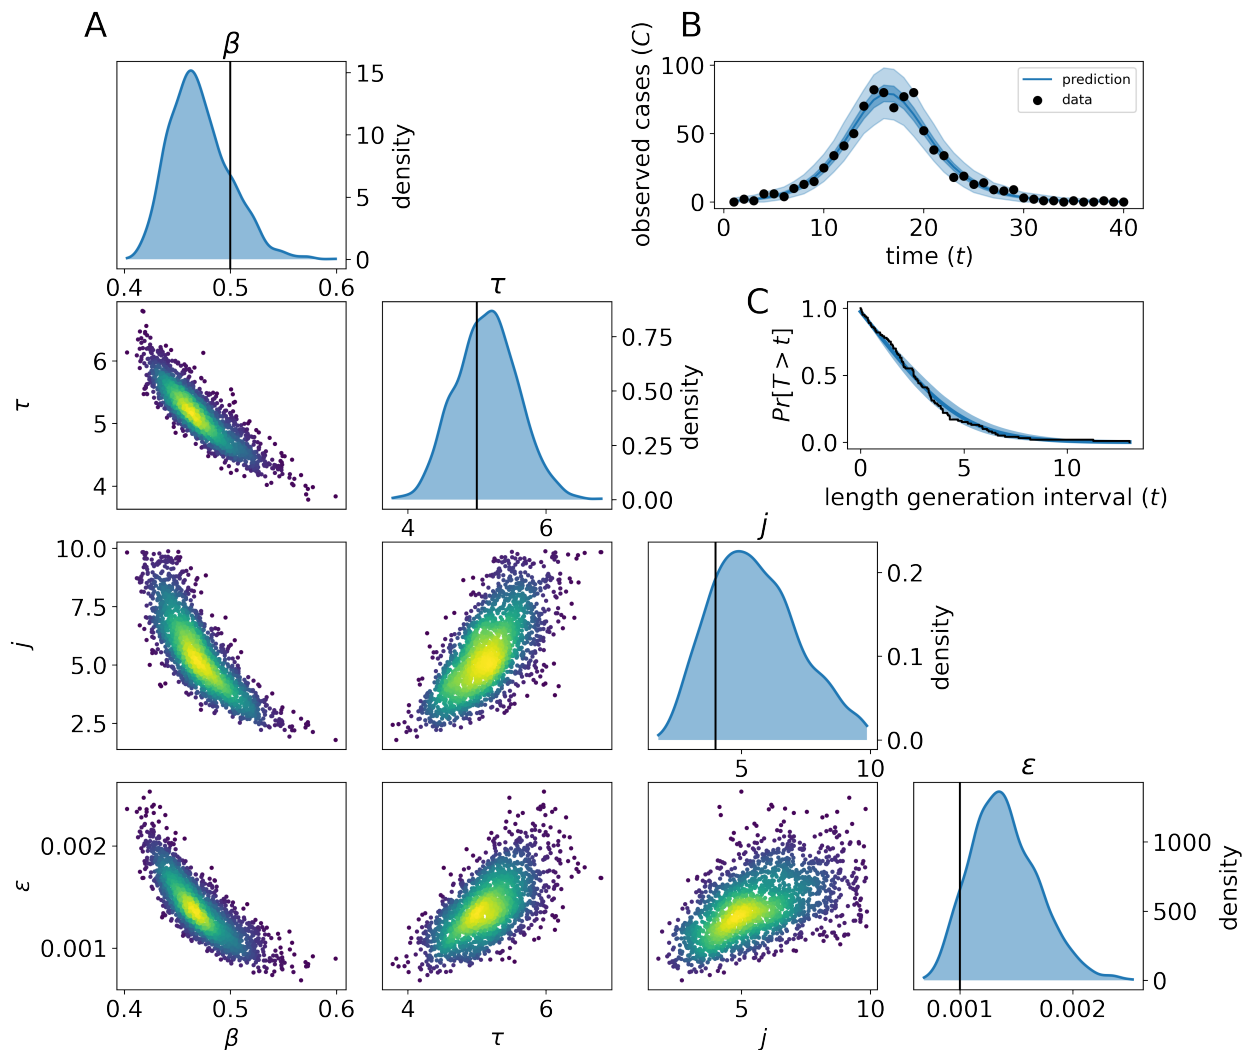 A
B
β
15
10
5
0
density
0.4
0.5
0.6
observed cases (C)
100
50
0
prediction
data
0
10
20
30
40
time (t)
τ
6
5
4
τ
0.75
0.50
0.25
0.00
density
4
6
C
Pr[T > t]
1.0
0.5
0.0
0
5
10
length generation interval (t)
j
10.0
7.5
5.0
2.5
j
0.2
0.1
0.0
density
5
10
ε
0.002
0.001
ε
1000
500
0
density
0.4
0.5
0.6
β
4
6
τ
5
10
j
0.001
0.002